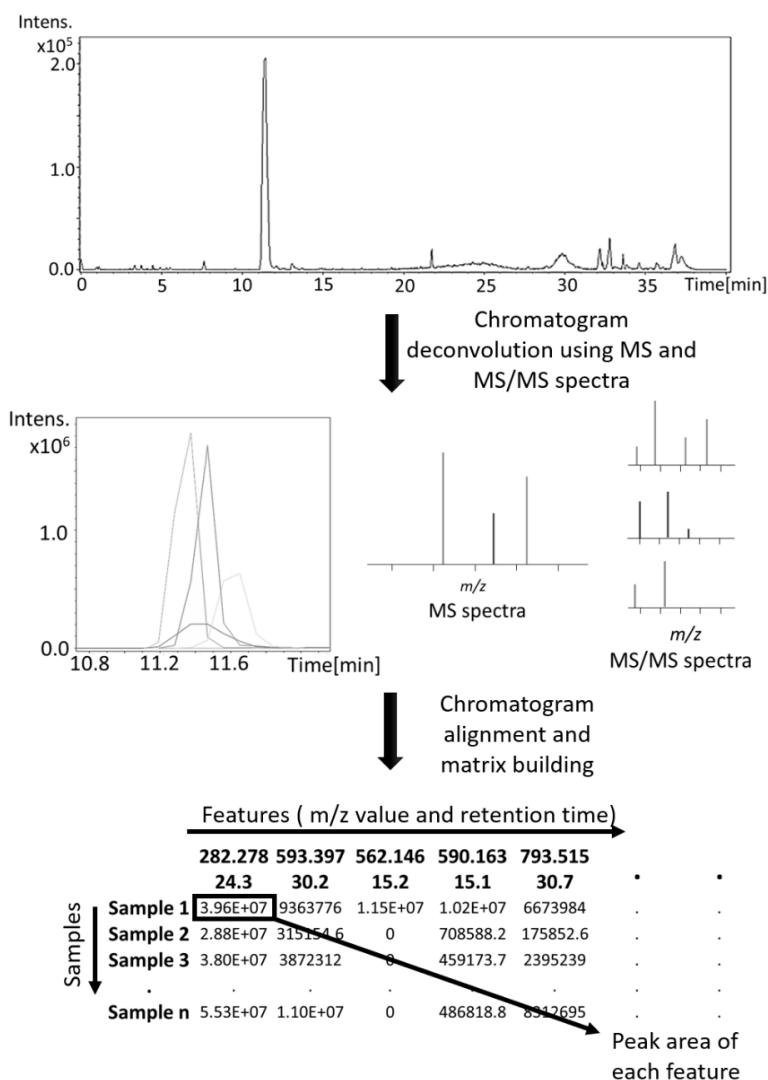 Intens.
x10⁵
2.0
1.0
0.0
0 5 10 15 20 25 30 35 Time[min]
Chromatogram
deconvolution using MS and
MS/MS spectra
Intens.
x10⁶
1.0
0.0
10.8 11.2 11.6 Time[min]
m/z
MS spectra
m/z
MS/MS spectra
Chromatogram
alignment and
matrix building
Features ( m/z value and retention time)
282.278 593.397 562.146 590.163 793.515
24.3 30.2 15.2 15.1 30.7 • •
Samples
Sample 1 3.96E+07 9363776 1.15E+07 1.02E+07 6673984 . .
Sample 2 2.88E+07 315154.6 0 708588.2 175852.6 . .
Sample 3 3.80E+07 3872312 0 459173.7 2395239 . .
. . . . . . . .
Sample n 5.53E+07 1.10E+07 0 486818.8 8312695 . .
Peak area of
each feature